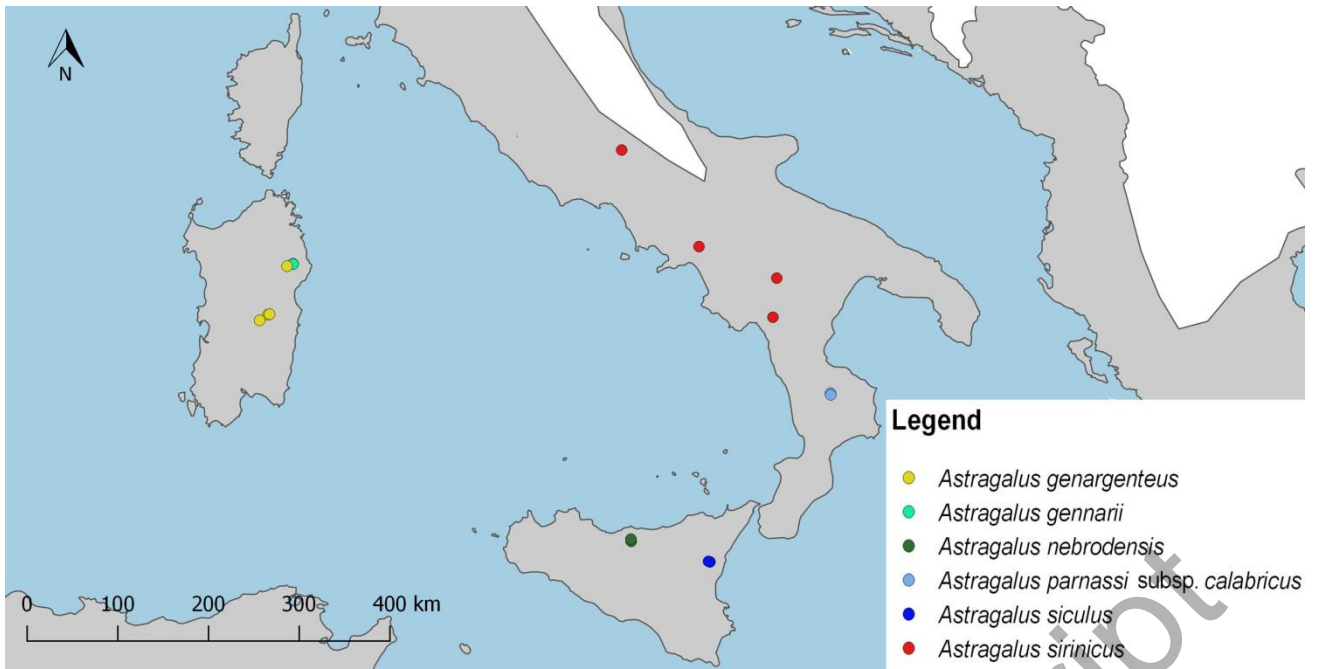 N
Legend
Astragalus genargenteus
Astragalus gennarii
Astragalus nebrodensis
Astragalus parnassi subsp. calabricus
Astragalus siculus
Astragalus sirinicus
0 100 200 300 400 km